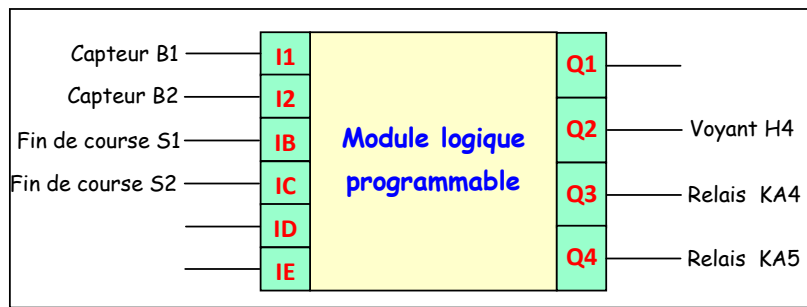 Capteur B1
Capteur B2
Fin de course S1
Fin de course S2
I1
I2
IB
IC
ID
IE
Module logique
programmable
Q1
Q2
Q3
Q4
Voyant H4
Relais KA4
Relais KA5